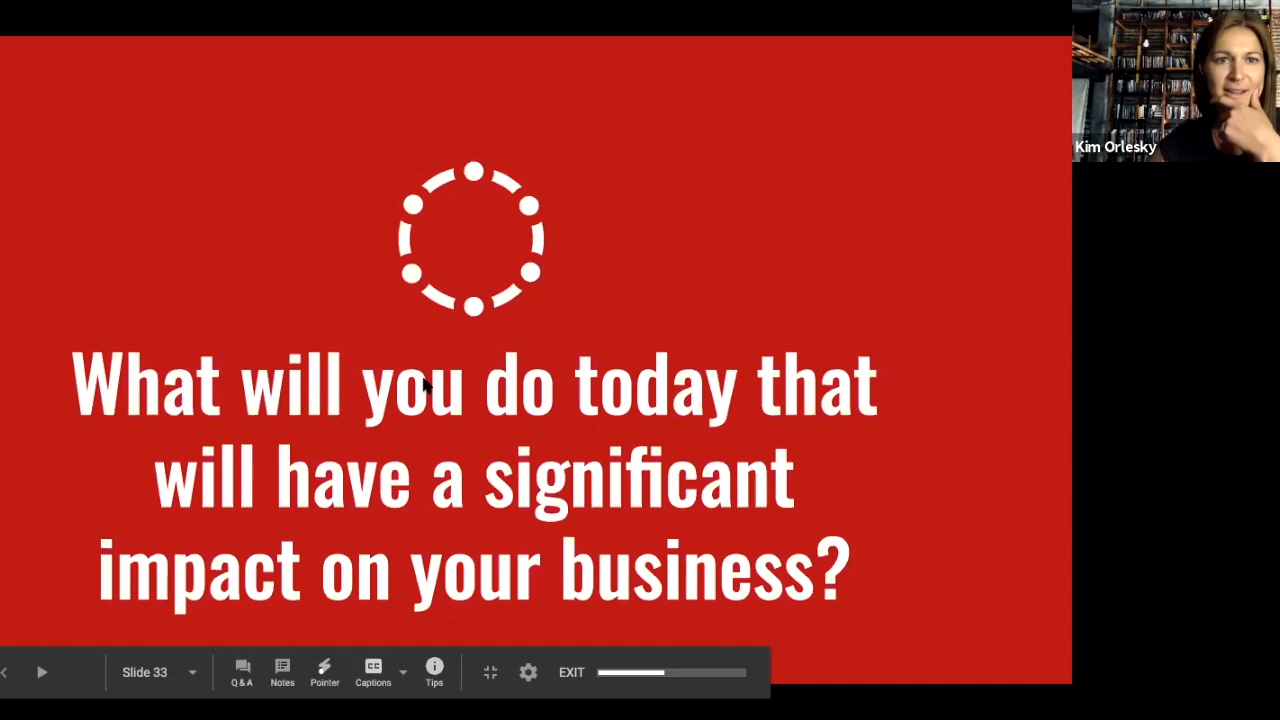 Kim Orlesky
What will you do today that
will have a significant
impact on your business?
Slide 33
Q & A
Notes
Pointer
CC
Captions
Tips
EXIT